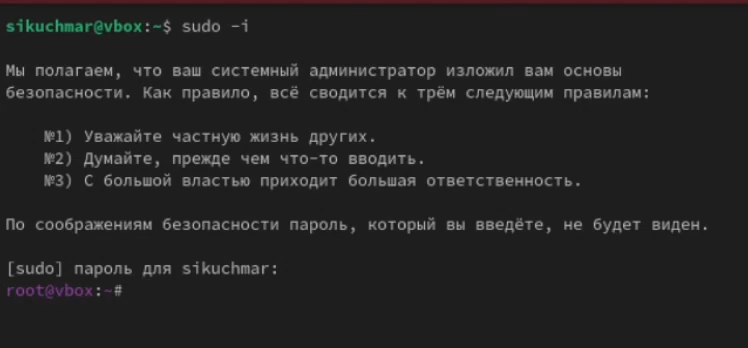 sikuchmar@vbox:~$ sudo -i
Мы полагаем, что ваш системный администратор изложил вам основы
безопасности. Как правило, всё сводится к трём следующим правилам:
№1) Уважайте частную жизнь других.
№2) Думайте, прежде чем что-то вводить.
№3) С большой властью приходит большая ответственность.
По соображениям безопасности пароль, который вы введёте, не будет виден.
[sudo] пароль для sikuchmar:
root@vbox:~#